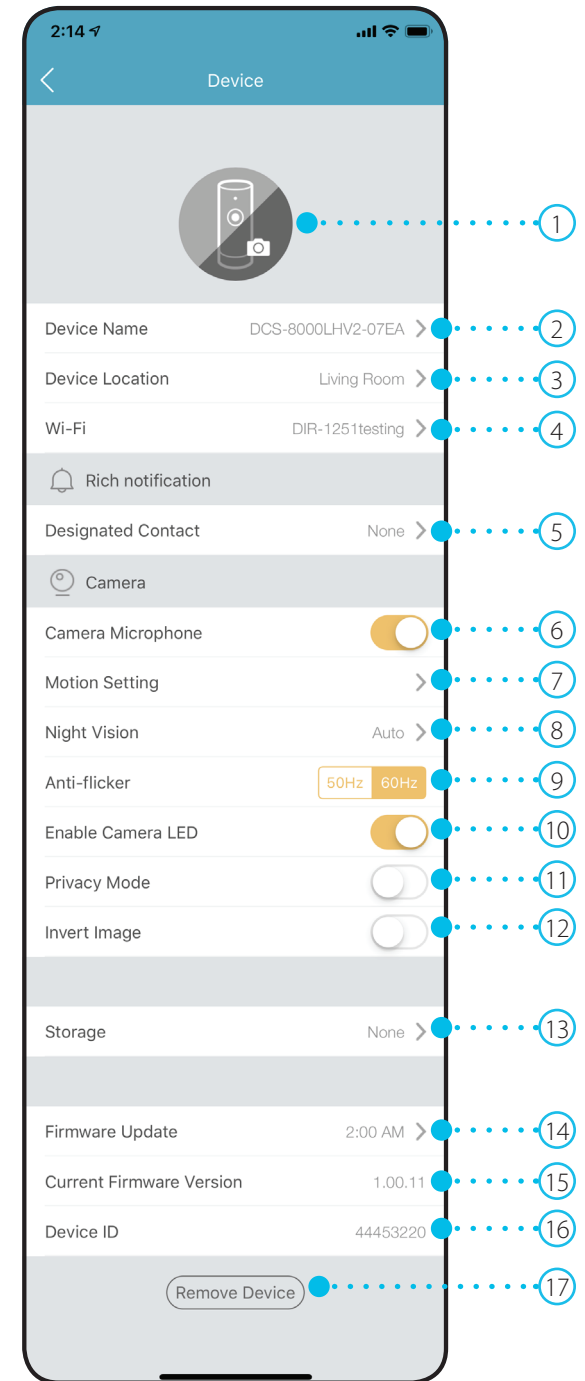 2:14
Device
1
Device Name DCS-8000LHV2-07EA 2
Device Location Living Room 3
Wi-Fi DIR-1251testing 4
Rich notification
Designated Contact None 5
Camera
Camera Microphone 6
Motion Setting 7
Night Vision Auto 8
Anti-flicker 50Hz 60Hz 9
Enable Camera LED 10
Privacy Mode 11
Invert Image 12
Storage None 13
Firmware Update 2:00 AM 14
Current Firmware Version 1.00.11 15
Device ID 44453220 16
Remove Device 17